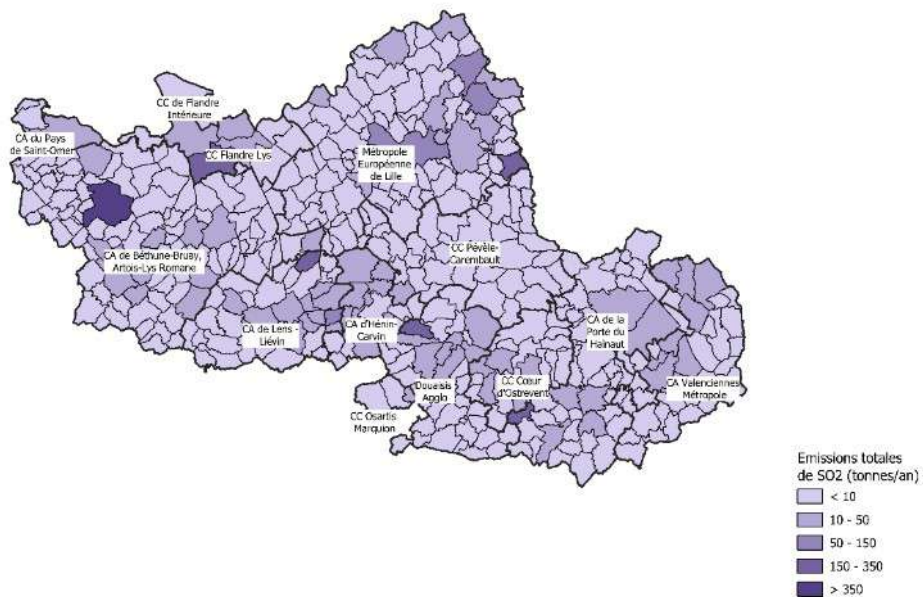 CC de Flandre
Intérieure
CA du Pays
de Saint-Omer
CC Flandre Lys
Métropole
Européenne
de Lille
CA de Béthune-Bruay,
Artois-Lys Romane
CC Pévèle-
Carembault
CA de Lens -
Liévin
CA d'Hénin-
Carvin
CA de la
Porte du
Hainaut
Douaisis
Agglo
CC Cœur
d'Ostrevent
CA Valenciennes
Métropole
CC Osartis
Marquion
Emissions totales
de SO2 (tonnes/an)
< 10
10 - 50
50 - 150
150 - 350
> 350